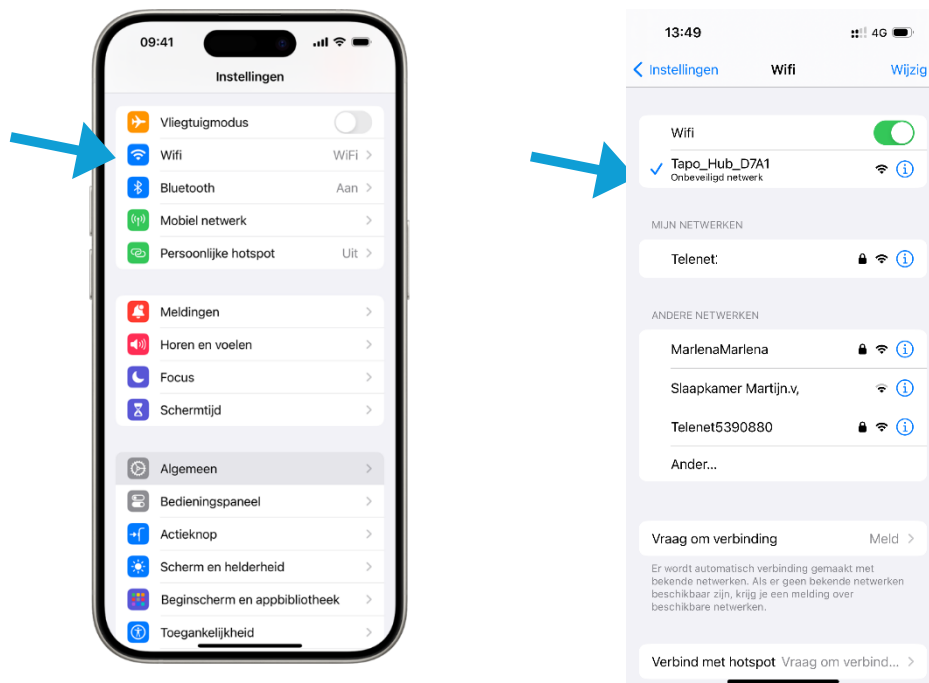 09:41
Instellingen
Vliegtuigmodus
Wifi WiFi
Bluetooth Aan
Mobiel netwerk
Persoonlijke hotspot Uit
Meldingen
Horen en voelen
Focus
Schermtijd
Algemeen
Bedieningspaneel
Actieknop
Scherm en helderheid
Beginscherm en appbibliotheek
Toegankelijkheid
13:49 4G
Instellingen Wifi Wijzig
Wifi
Tapo_Hub_D7A1
Onbeveiligd netwerk
MIJN NETWERKEN
Telenet:
ANDERE NETWERKEN
MarlenaMarlena
Slaapkamer Martijn.v,
Telenet5390880
Ander...
Vraag om verbinding Meld
Er wordt automatisch verbinding gemaakt met
bekende netwerken. Als er geen bekende netwerken
beschikbaar zijn, krijg je een melding over
beschikbare netwerken.
Verbind met hotspot Vraag om verbind...